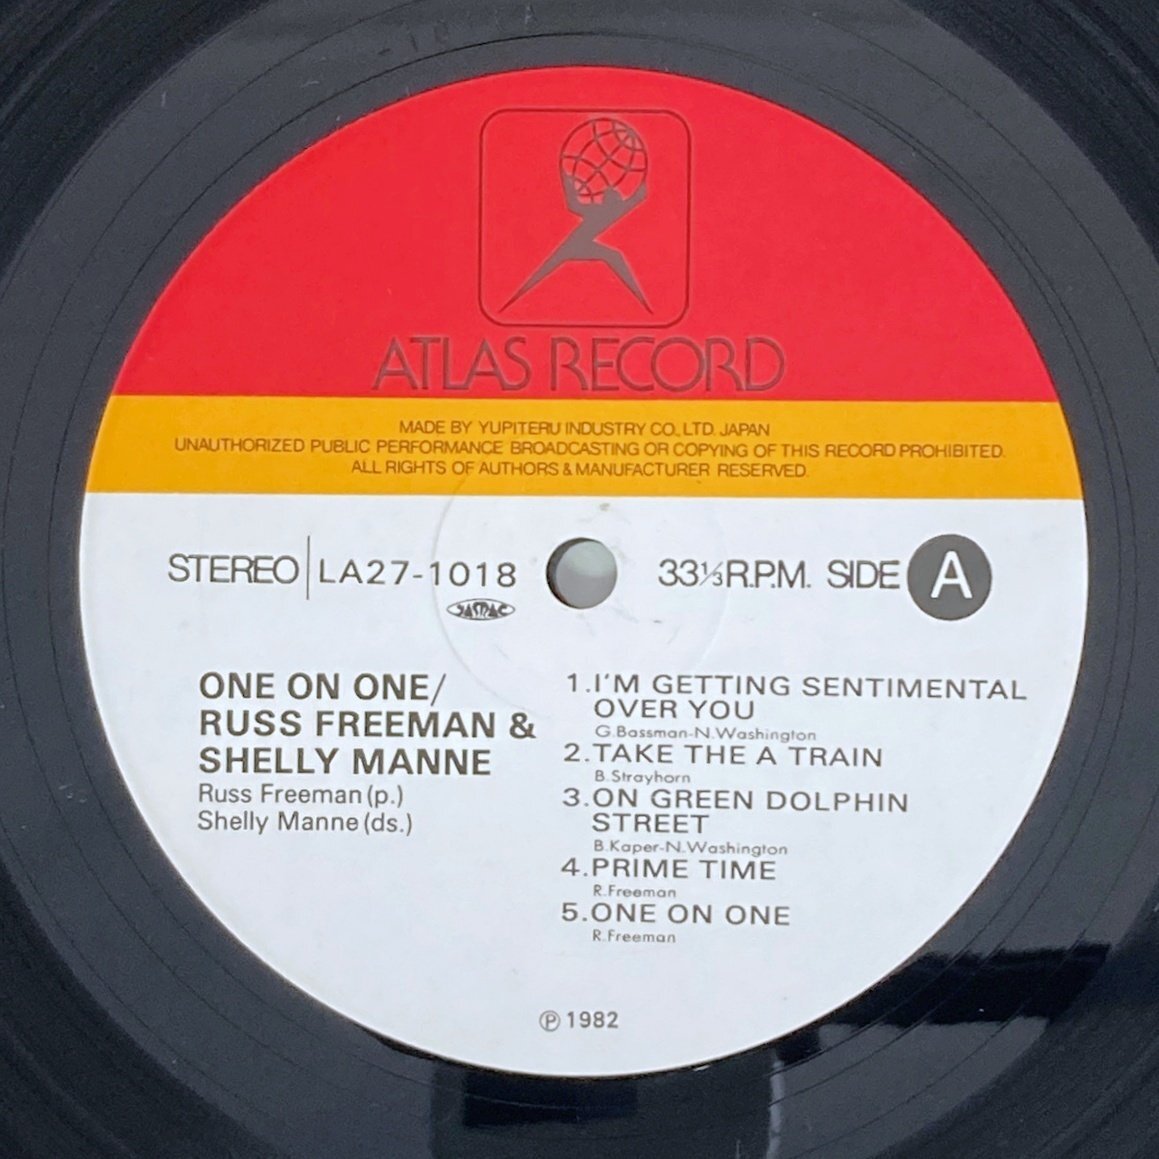 ATLAS RECORD
MADE BY YUPITERU INDUSTRY CO., LTD. JAPAN
UNAUTHORIZED PUBLIC PERFORMANCE BROADCASTING OR COPYING OF THIS RECORD PROHIBITED.
ALL RIGHTS OF AUTHORS & MANUFACTURER RESERVED.
STEREO LA27-1018
JASRAC
33⅓R.P.M. SIDE A
ONE ON ONE/
RUSS FREEMAN &
SHELLY MANNE
Russ Freeman (p.)
Shelly Manne (ds.)
1. I'M GETTING SENTIMENTAL
OVER YOU
G. Bassman-N. Washington
2. TAKE THE A TRAIN
B. Strayhorn
3. ON GREEN DOLPHIN
STREET
B. Kaper-N. Washington
4. PRIME TIME
R. Freeman
5. ONE ON ONE
R. Freeman
℗ 1982